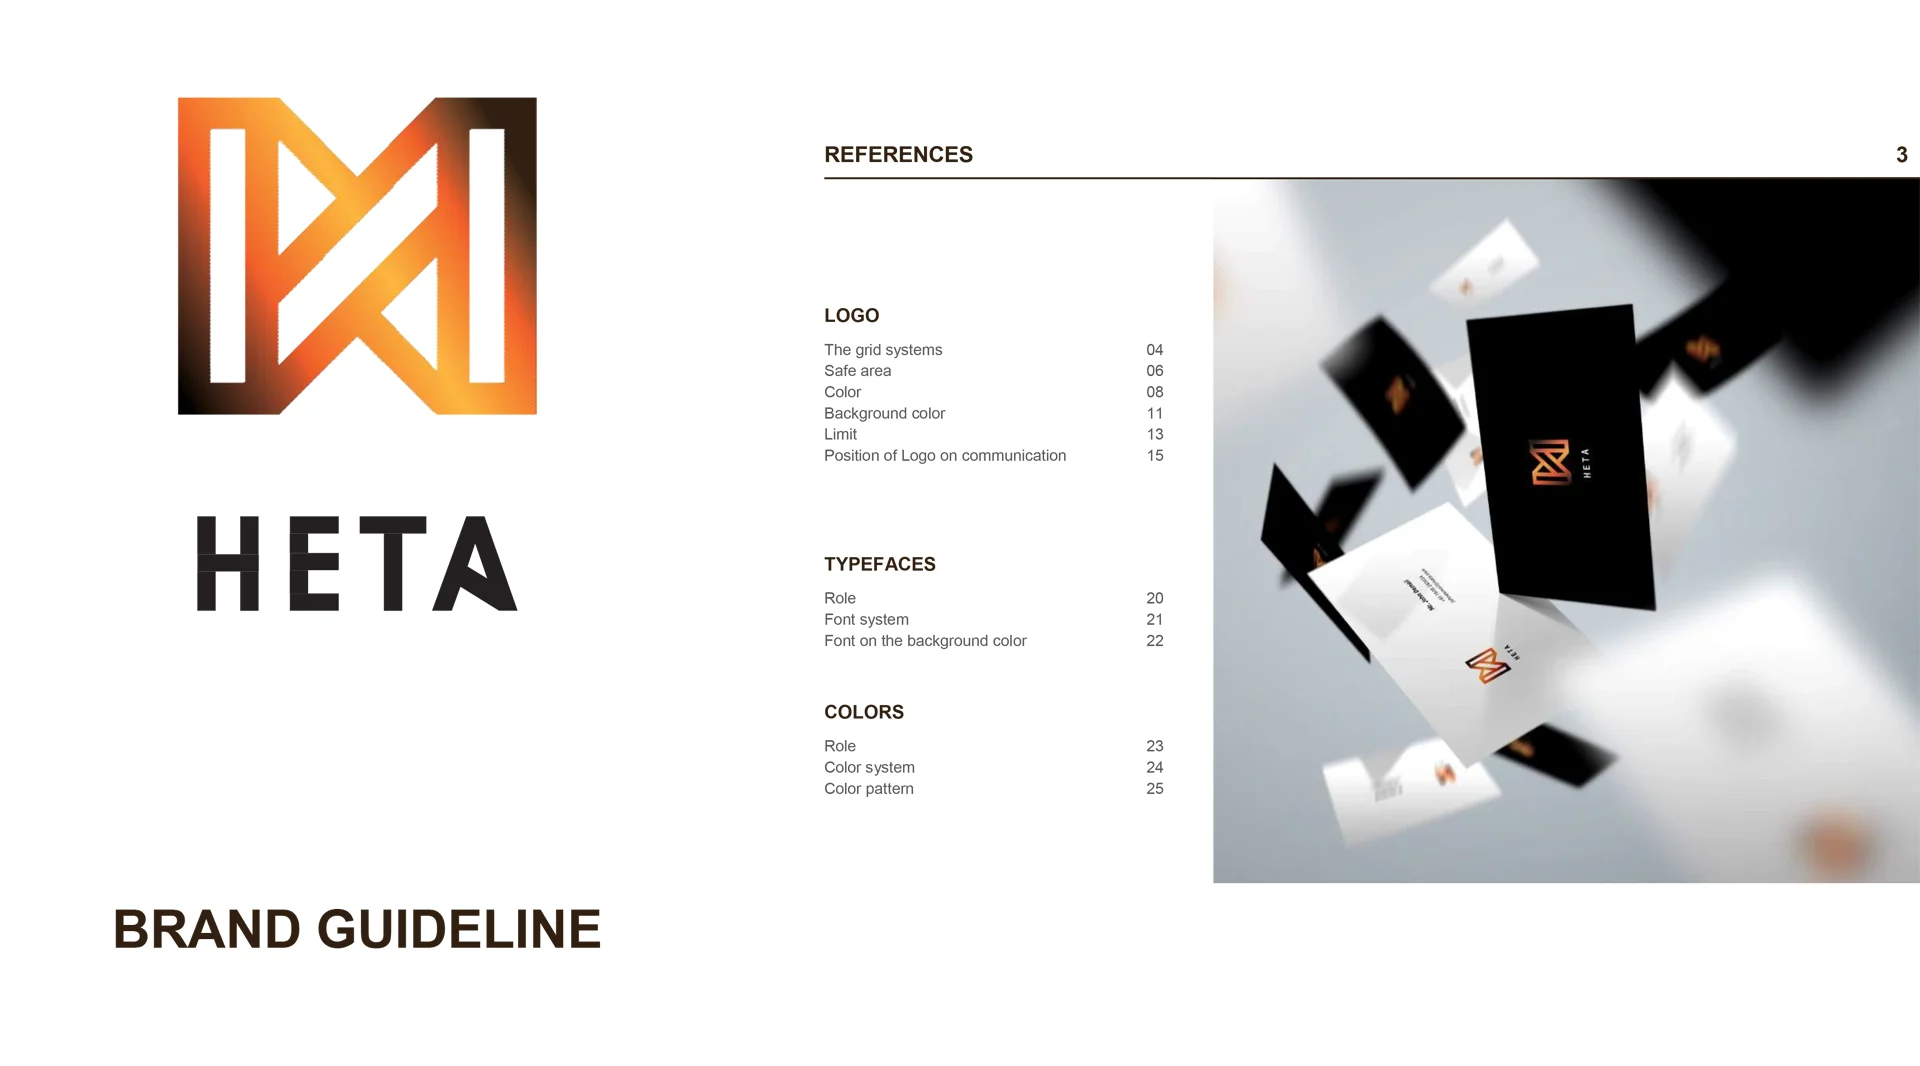 HETA
BRAND GUIDELINE
REFERENCES 3
LOGO
The grid systems 04
Safe area 06
Color 08
Background color 11
Limit 13
Position of Logo on communication 15
TYPEFACES
Role 20
Font system 21
Font on the background color 22
COLORS
Role 23
Color system 24
Color pattern 25
HETA
HETA